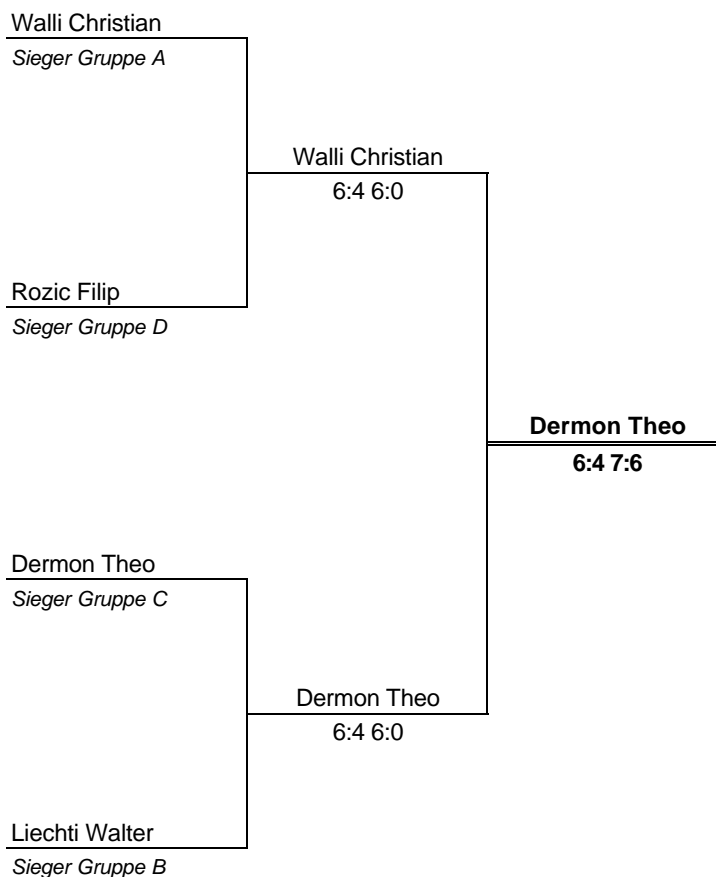 Walli Christian
Sieger Gruppe A
Walli Christian
6:4 6:0
Rozic Filip
Sieger Gruppe D
Dermon Theo
6:4 7:6
Dermon Theo
Sieger Gruppe C
Dermon Theo
6:4 6:0
Liechti Walter
Sieger Gruppe B